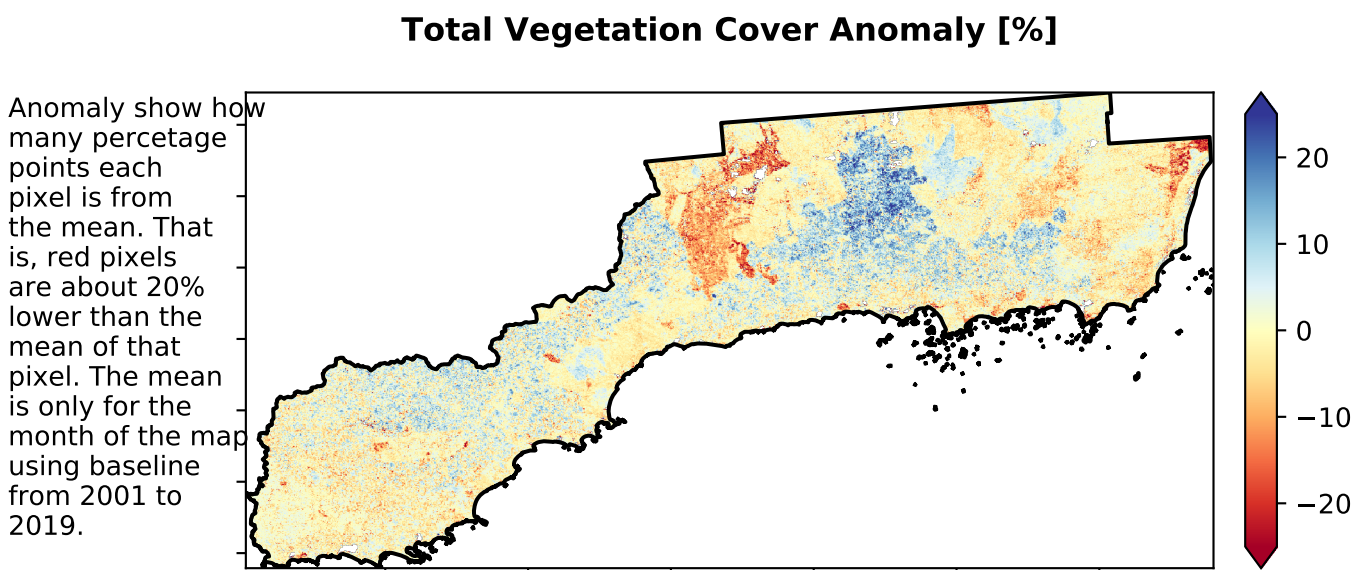 Total Vegetation Cover Anomaly [%]
Anomaly show how
many percetage
points each
pixel is from
the mean. That
is, red pixels
are about 20%
lower than the
mean of that
pixel. The mean
is only for the
month of the map
using baseline
from 2001 to
2019.
20
10
0
−10
−20